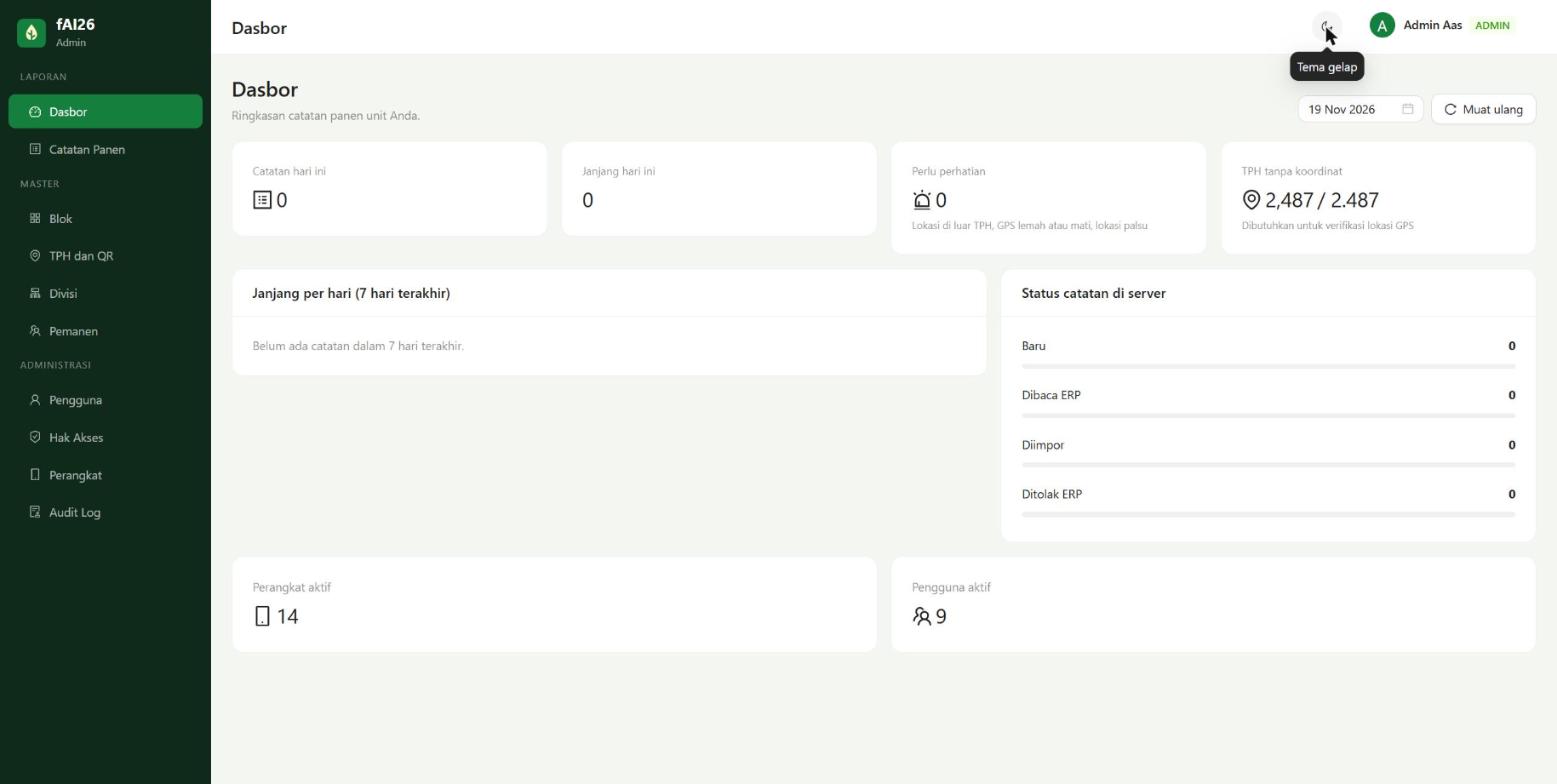 fAI26
Admin
LAPORAN
Dasbor
Catatan Panen
MASTER
Blok
TPH dan QR
Divisi
Pemanen
ADMINISTRASI
Pengguna
Hak Akses
Perangkat
Audit Log
Dasbor
A Admin Aas ADMIN
Tema gelap
Dasbor
Ringkasan catatan panen unit Anda.
19 Nov 2026
Muat ulang
Catatan hari ini
0
Janjang hari ini
0
Perlu perhatian
0
Lokasi di luar TPH, GPS lemah atau mati, lokasi palsu
TPH tanpa koordinat
2,487 / 2.487
Dibutuhkan untuk verifikasi lokasi GPS
Janjang per hari (7 hari terakhir)
Belum ada catatan dalam 7 hari terakhir.
Status catatan di server
Baru 0
Dibaca ERP 0
Diimpor 0
Ditolak ERP 0
Perangkat aktif
14
Pengguna aktif
9